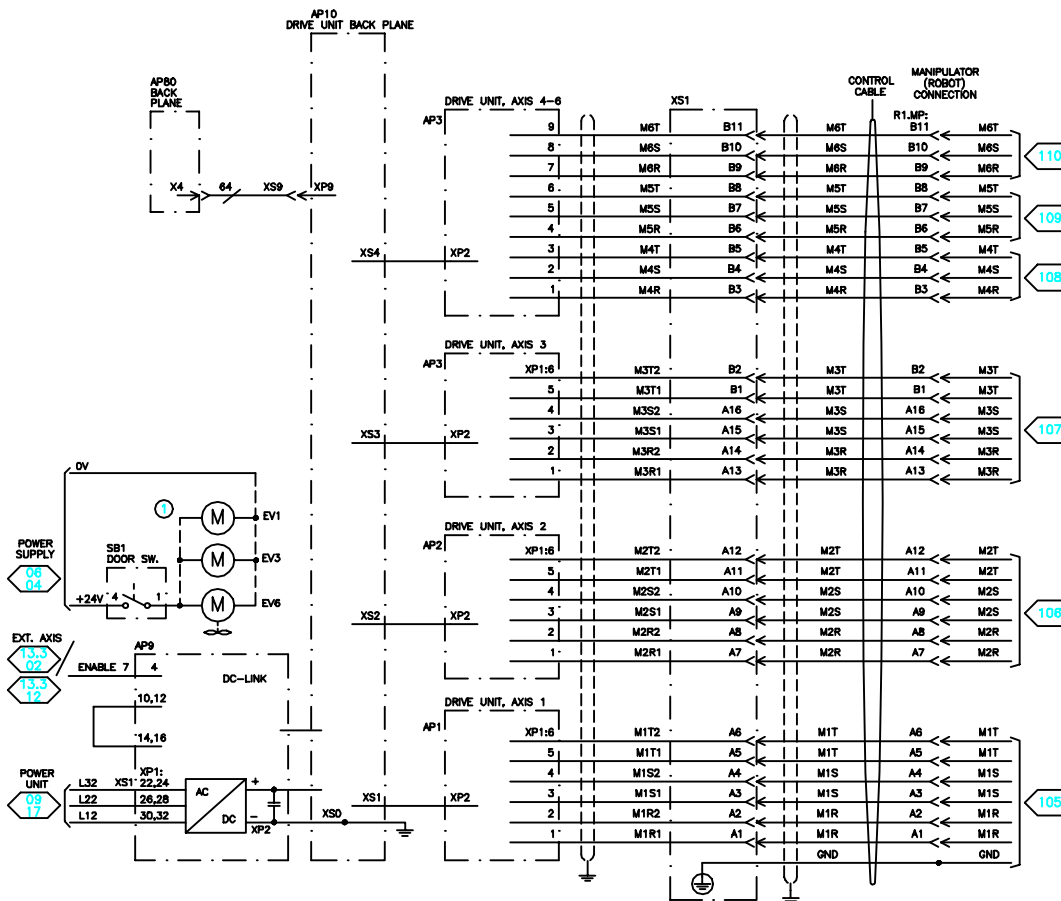 AP10
DRIVE UNIT BACK PLANE
AP80
BACK
PLANE
X4 64 XS9 XP9
DRIVE UNIT, AXIS 4-6
AP3
XS4 XP2
XS1
CONTROL
CABLE
MANIPULATOR
(ROBOT)
CONNECTION
R1.MP:
9 M6T B11 M6T B11 M6T
8 M6S B10 M6S B10 M6S
7 M6R B9 M6R B9 M6R
110
6 M5T B8 M5T B8 M5T
5 M5S B7 M5S B7 M5S
4 M5R B6 M5R B6 M5R
109
3 M4T B5 M4T B5 M4T
2 M4S B4 M4S B4 M4S
1 M4R B3 M4R B3 M4R
108
DRIVE UNIT, AXIS 3
AP3
XS3 XP2
XP1:6 M3T2 B2 M3T B2 M3T
5 M3T1 B1 M3T B1 M3T
4 M3S2 A16 M3S A16 M3S
3 M3S1 A15 M3S A15 M3S
2 M3R2 A14 M3R A14 M3R
1 M3R1 A13 M3R A13 M3R
107
0V
1
M EV1
M EV3
M EV6
POWER
SUPPLY
06
04
SB1
DOOR SW.
+24V 4 1
DRIVE UNIT, AXIS 2
AP2
XS2 XP2
XP1:6 M2T2 A12 M2T A12 M2T
5 M2T1 A11 M2T A11 M2T
4 M2S2 A10 M2S A10 M2S
3 M2S1 A9 M2S A9 M2S
2 M2R2 A8 M2R A8 M2R
1 M2R1 A7 M2R A7 M2R
106
EXT. AXIS
13.3
02
13.3
12
ENABLE 7 4
AP9
DC-LINK
10,12
14,16
POWER
UNIT
09
17
XP1:
L32 XS1 22,24
L22 26,28
L12 30,32
AC
DC
+
-
XP2
XS0
DRIVE UNIT, AXIS 1
AP1
XS1 XP2
XP1:6 M1T2 A6 M1T A6 M1T
5 M1T1 A5 M1T A5 M1T
4 M1S2 A4 M1S A4 M1S
3 M1S1 A3 M1S A3 M1S
2 M1R2 A2 M1R A2 M1R
1 M1R1 A1 M1R A1 M1R
GND GND
105